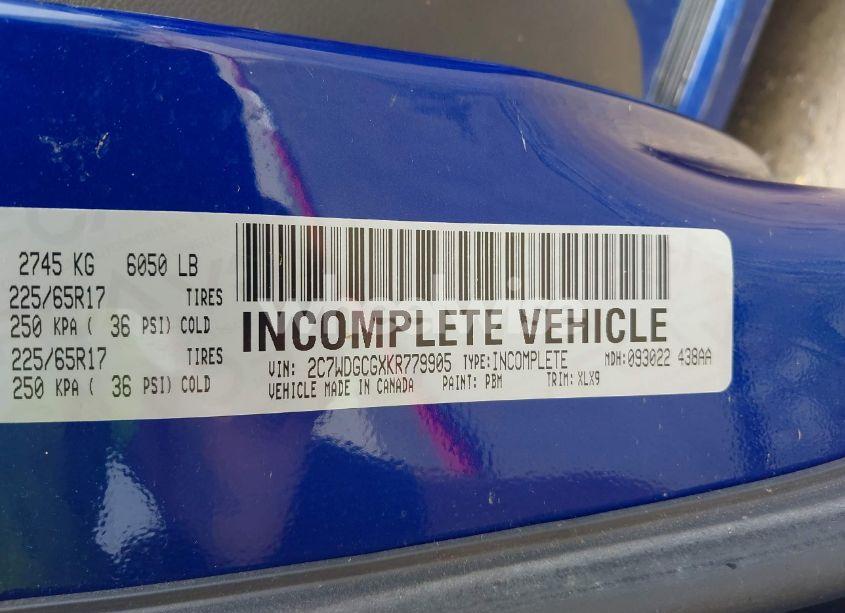 2745 KG 6050 LB
225/65R17 TIRES
250 KPA ( 36 PSI) COLD
225/65R17 TIRES
250 KPA ( 36 PSI) COLD
INCOMPLETE VEHICLE
VIN: 2C7WDGCGXKR779905 TYPE: INCOMPLETE MDH: 093022 438AA
VEHICLE MADE IN CANADA PAINT: PBM TRIM: XLX9